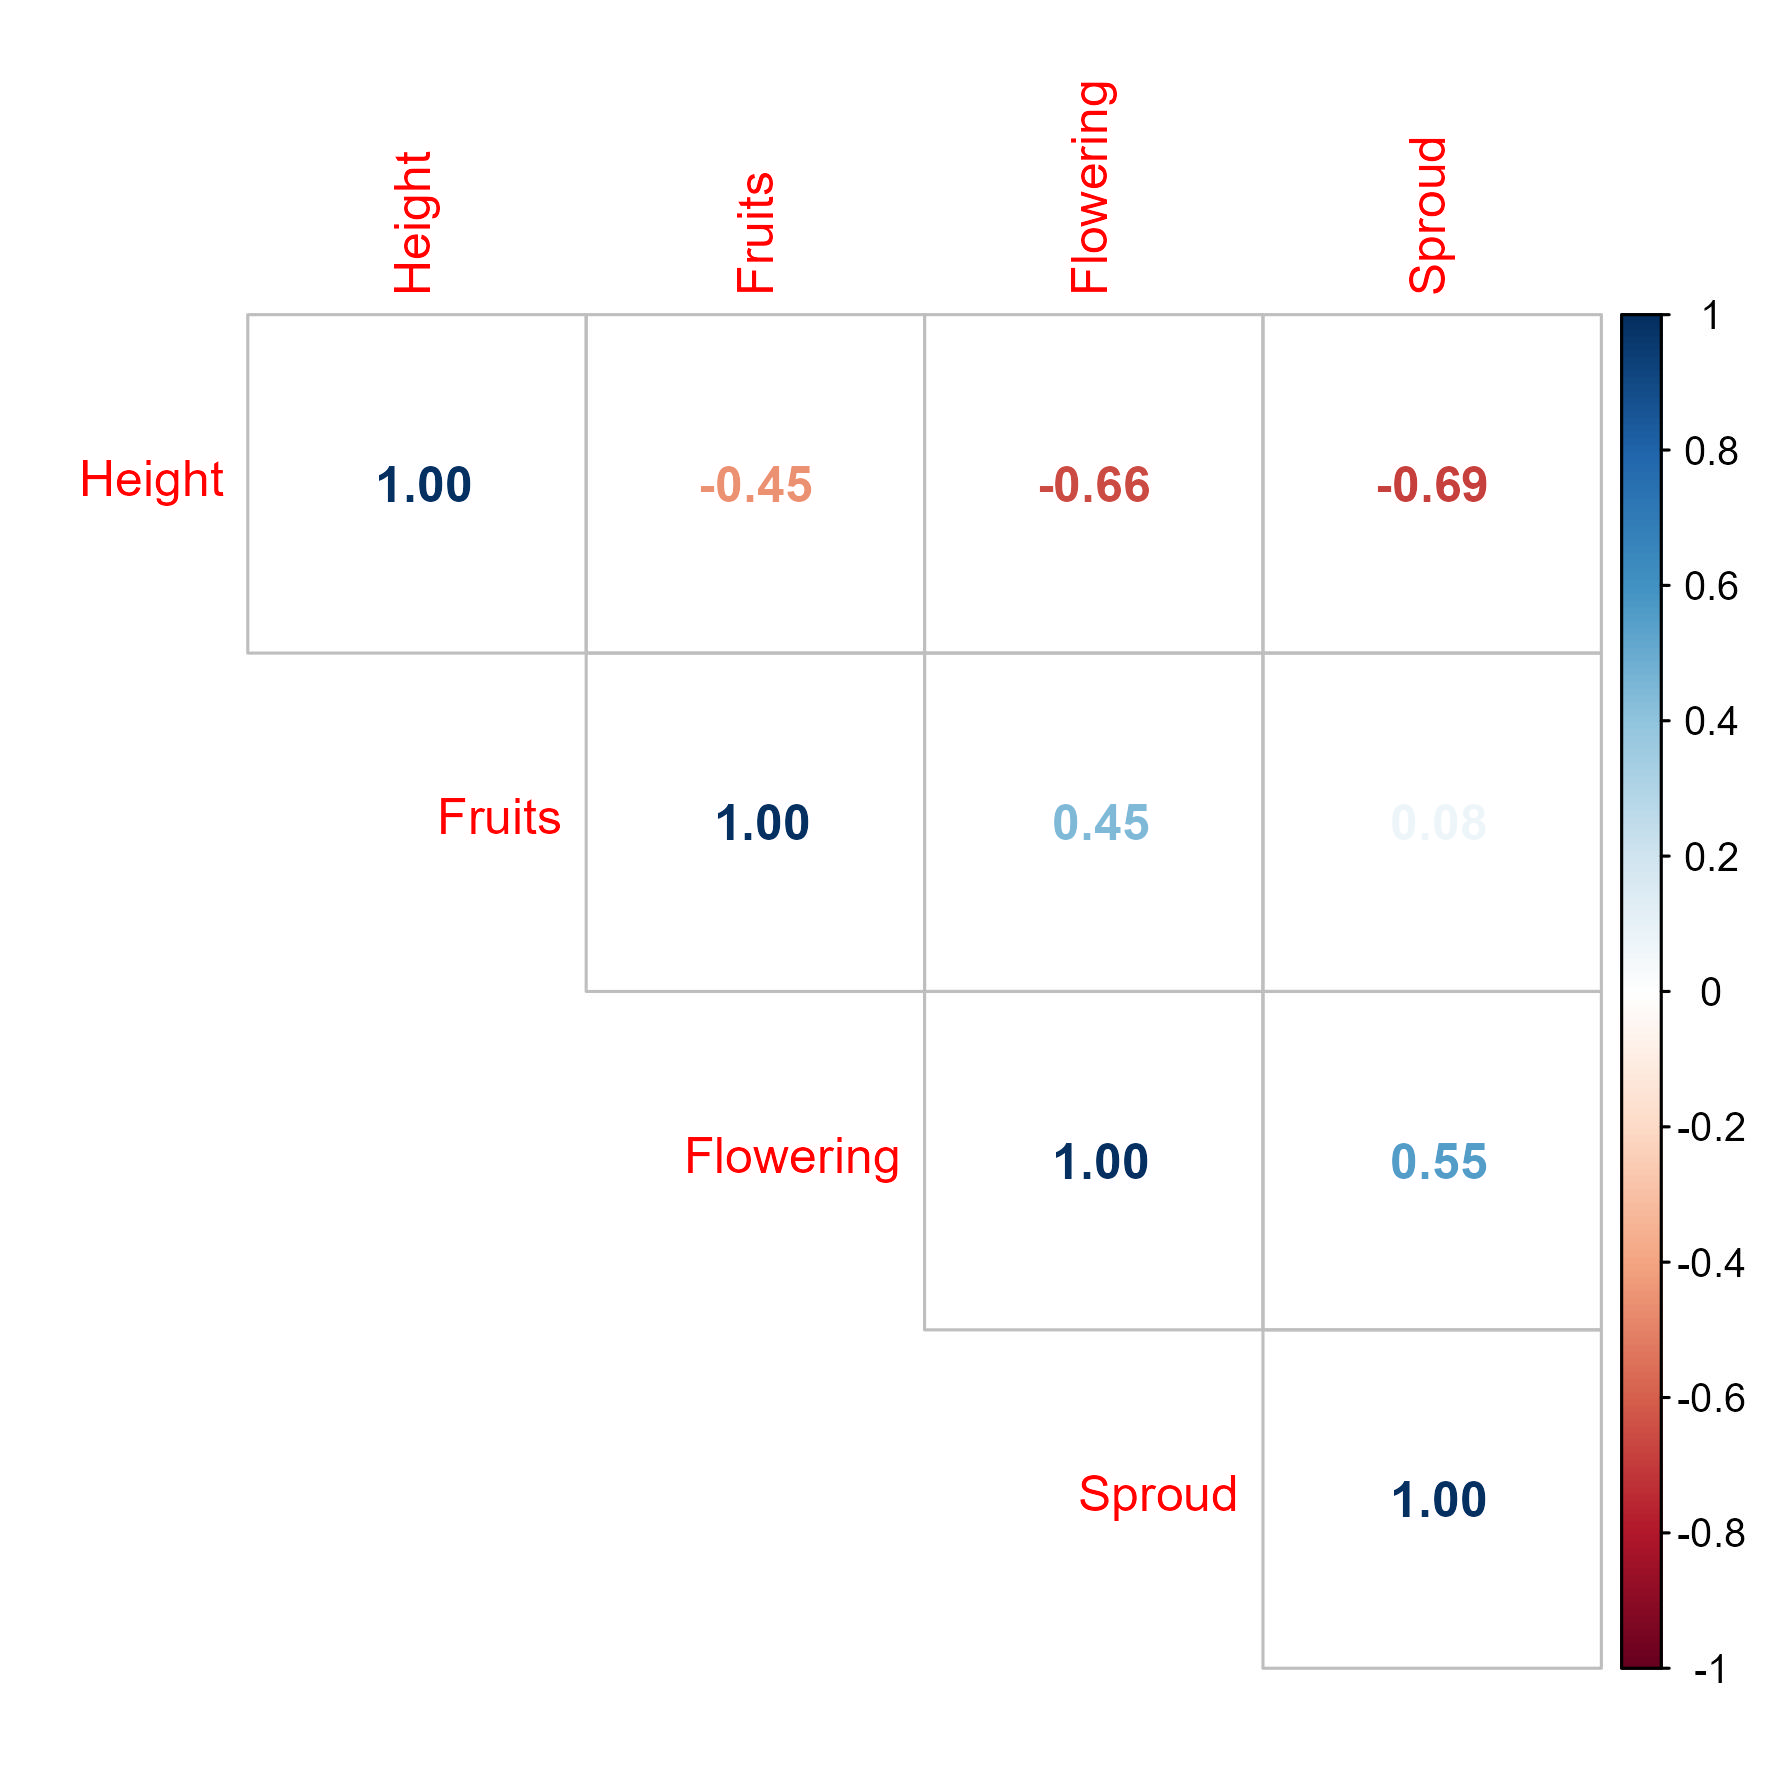 Height
Fruits
Flowering
Sproud
Height 1.00 -0.45 -0.66 -0.69
Fruits 1.00 0.45 0.08
Flowering 1.00 0.55
Sproud 1.00
1
0.8
0.6
0.4
0.2
0
-0.2
-0.4
-0.6
-0.8
-1